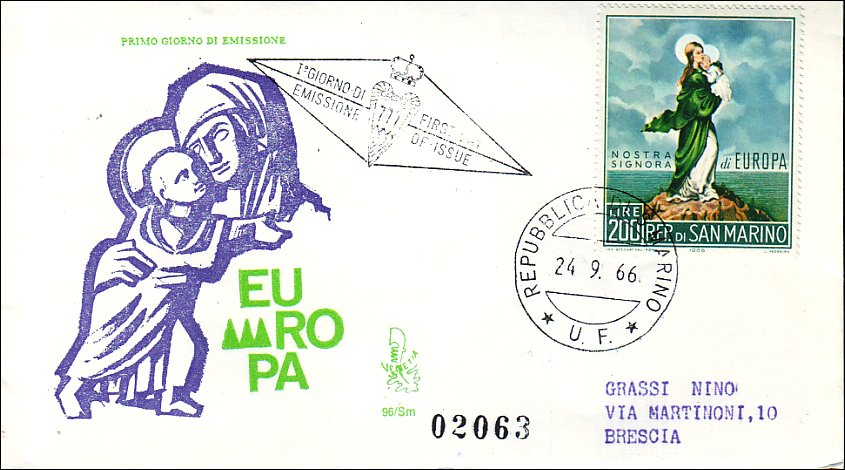 PRIMO GIORNO DI EMISSIONE
I° GIORNO DI
EMISSIONE
FIRST
OF ISSUE
NOSTRA
SIGNORA
di EUROPA
LIRE
200
REP. DI SAN MARINO
1966
REPUBBLICA MARINO
24 9. 66.
★ U. F. ★
EU
RO
PA
96/Sm
02063
GRASSI NINO
VIA MARTINONI,10
BRESCIA